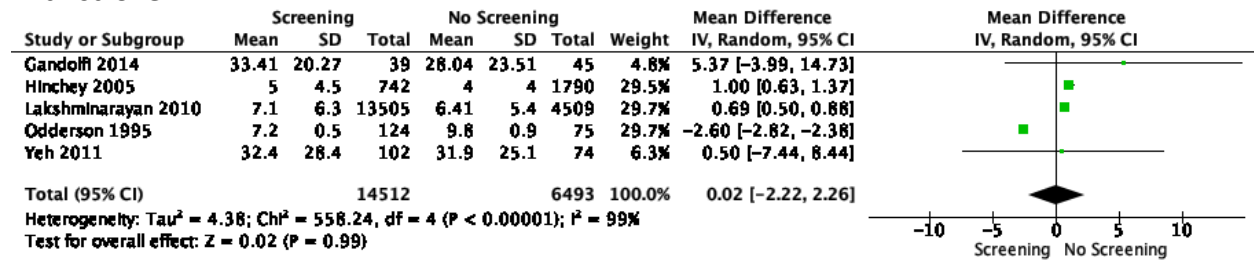 Screening No Screening Mean Difference Mean Difference
Study or Subgroup Mean SD Total Mean SD Total Weight IV, Random, 95% CI IV, Random, 95% CI
Gandolfi 2014 33.41 20.27 39 28.04 23.51 45 4.8% 5.37 [-3.99, 14.73]
Hinchey 2005 5 4.5 742 4 4 1790 29.5% 1.00 [0.63, 1.37]
Lakshminarayan 2010 7.1 6.3 13505 6.41 5.4 4509 29.7% 0.69 [0.50, 0.88]
Odderson 1995 7.2 0.5 124 9.8 0.9 75 29.7% -2.60 [-2.82, -2.38]
Yeh 2011 32.4 28.4 102 31.9 25.1 74 6.3% 0.50 [-7.44, 8.44]
Total (95% CI) 14512 6493 100.0% 0.02 [-2.22, 2.26]
Heterogeneity: Tau² = 4.38; Chi² = 558.24, df = 4 (P < 0.00001); I² = 99%
Test for overall effect: Z = 0.02 (P = 0.99)
-10 -5 0 5 10
Screening No Screening